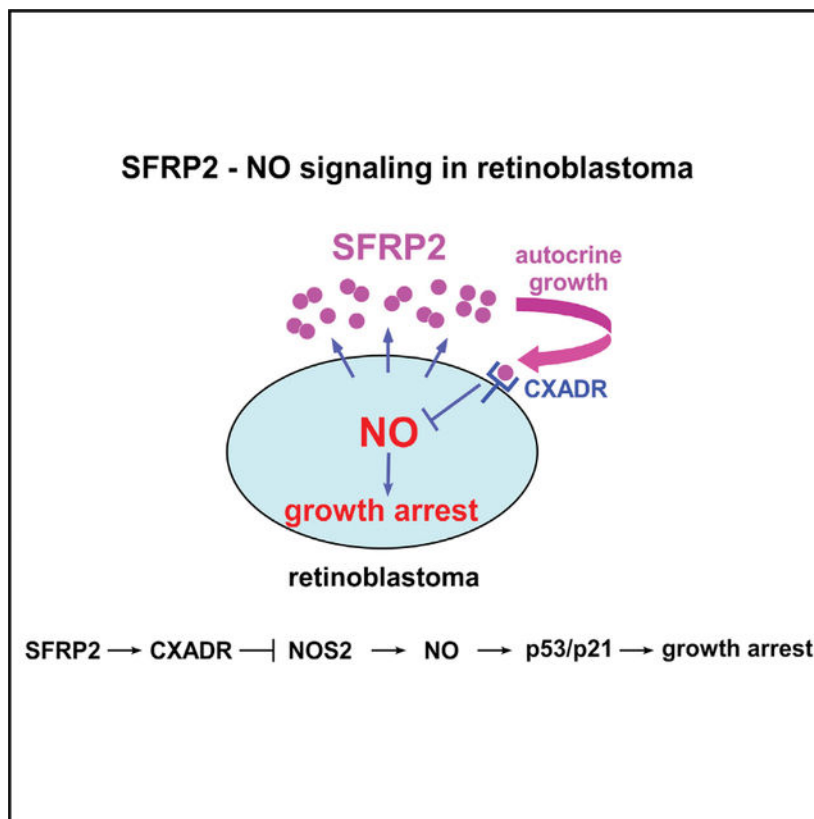 SFRP2 - NO signaling in retinoblastoma
SFRP2
autocrine
growth
CXADR
NO
growth arrest
retinoblastoma
SFRP2 → CXADR ⊣ NOS2 → NO → p53/p21 → growth arrest